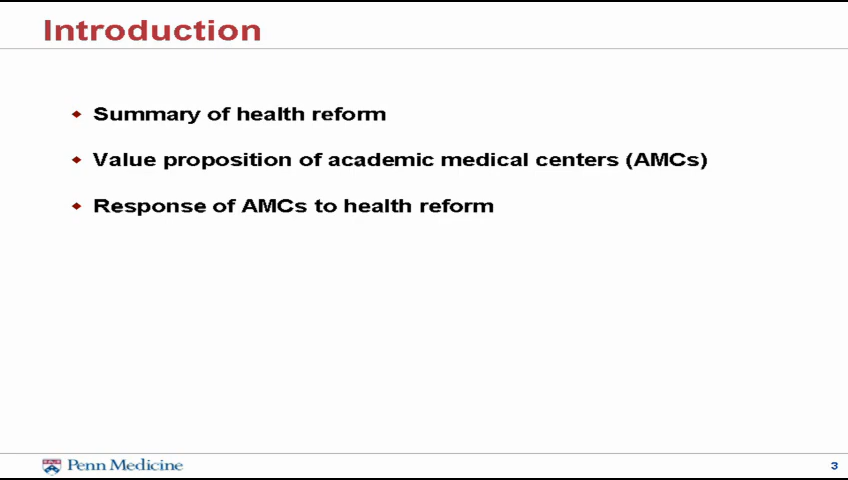 Introduction
Summary of health reform
Value proposition of academic medical centers (AMCs)
Response of AMCs to health reform
Penn Medicine
3